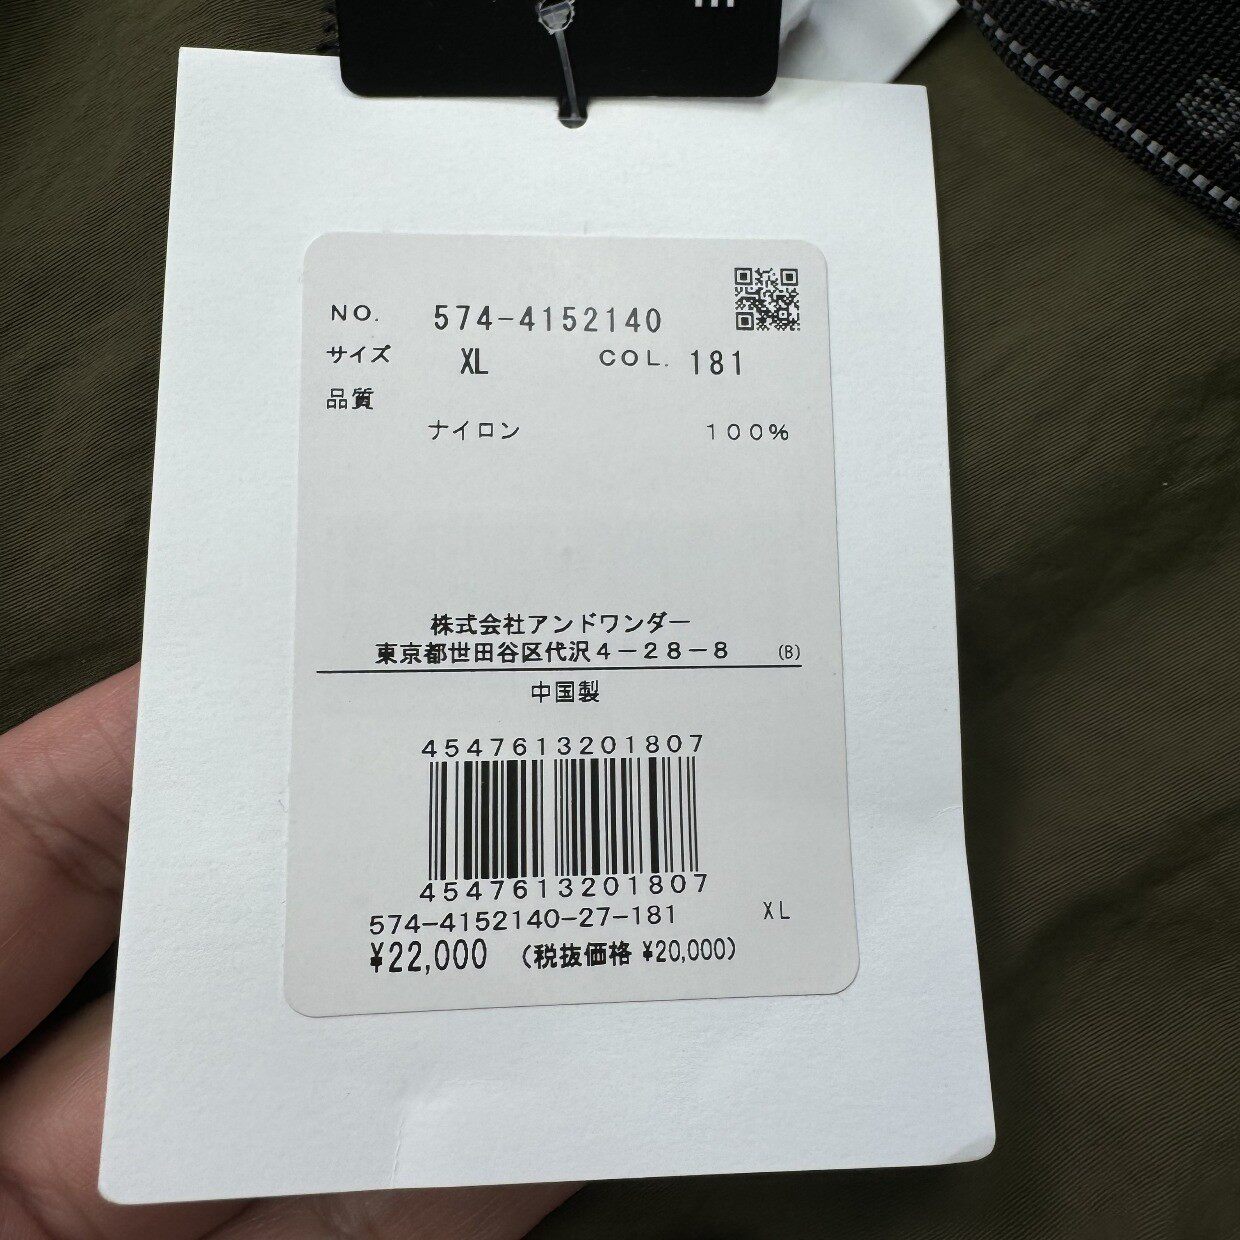 NO. 574-4152140
サイズ XL COL. 181
品質
ナイロン 100%
株式会社アンドワンダー
東京都世田谷区代沢4-28-8 (B)
中国製
4547613201807
4547613201807
574-4152140-27-181 XL
¥22,000 (税抜価格 ¥20,000)